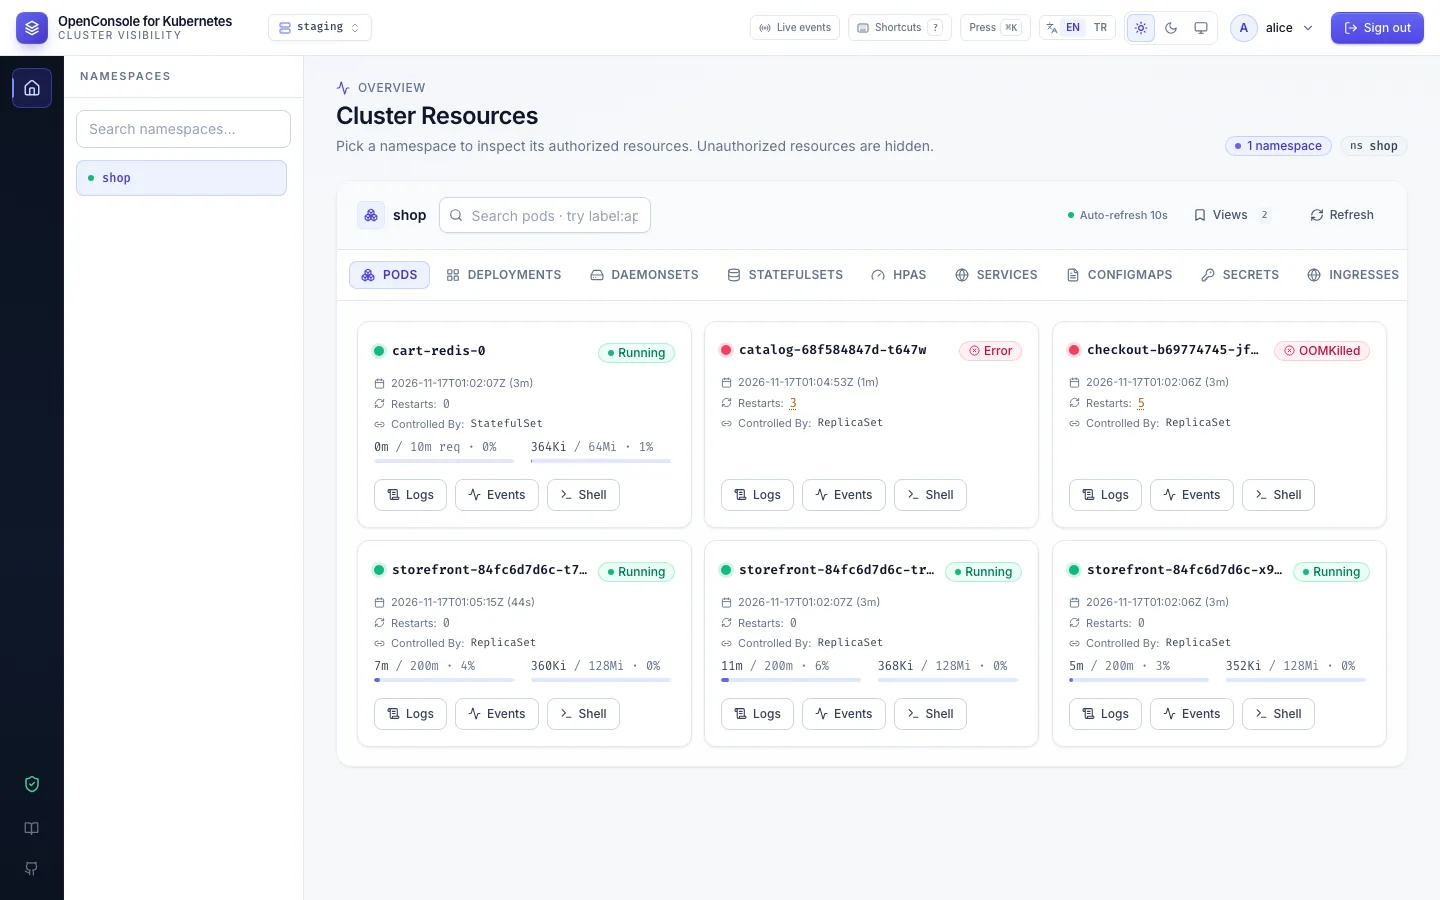 OpenConsole for Kubernetes
CLUSTER VISIBILITY
staging
Live events
Shortcuts ?
Press ⌘K
EN TR
A alice
Sign out
NAMESPACES
Search namespaces...
shop
OVERVIEW
Cluster Resources
Pick a namespace to inspect its authorized resources. Unauthorized resources are hidden.
1 namespace
ns shop
shop
Search pods · try label:ap
Auto-refresh 10s
Views 2
Refresh
PODS DEPLOYMENTS DAEMONSETS STATEFULSETS HPAS SERVICES CONFIGMAPS SECRETS INGRESSES
cart-redis-0 Running
2026-11-17T01:02:07Z (3m)
Restarts: 0
Controlled By: StatefulSet
0m / 10m req · 0% 364Ki / 64Mi · 1%
Logs Events Shell
catalog-68f584847d-t647w Error
2026-11-17T01:04:53Z (1m)
Restarts: 3
Controlled By: ReplicaSet
Logs Events Shell
checkout-b69774745-jf… OOMKilled
2026-11-17T01:02:06Z (3m)
Restarts: 5
Controlled By: ReplicaSet
Logs Events Shell
storefront-84fc6d7d6c-t7… Running
2026-11-17T01:05:15Z (44s)
Restarts: 0
Controlled By: ReplicaSet
7m / 200m · 4% 360Ki / 128Mi · 0%
Logs Events Shell
storefront-84fc6d7d6c-tr… Running
2026-11-17T01:02:07Z (3m)
Restarts: 0
Controlled By: ReplicaSet
11m / 200m · 6% 368Ki / 128Mi · 0%
Logs Events Shell
storefront-84fc6d7d6c-x9… Running
2026-11-17T01:02:06Z (3m)
Restarts: 0
Controlled By: ReplicaSet
5m / 200m · 3% 352Ki / 128Mi · 0%
Logs Events Shell